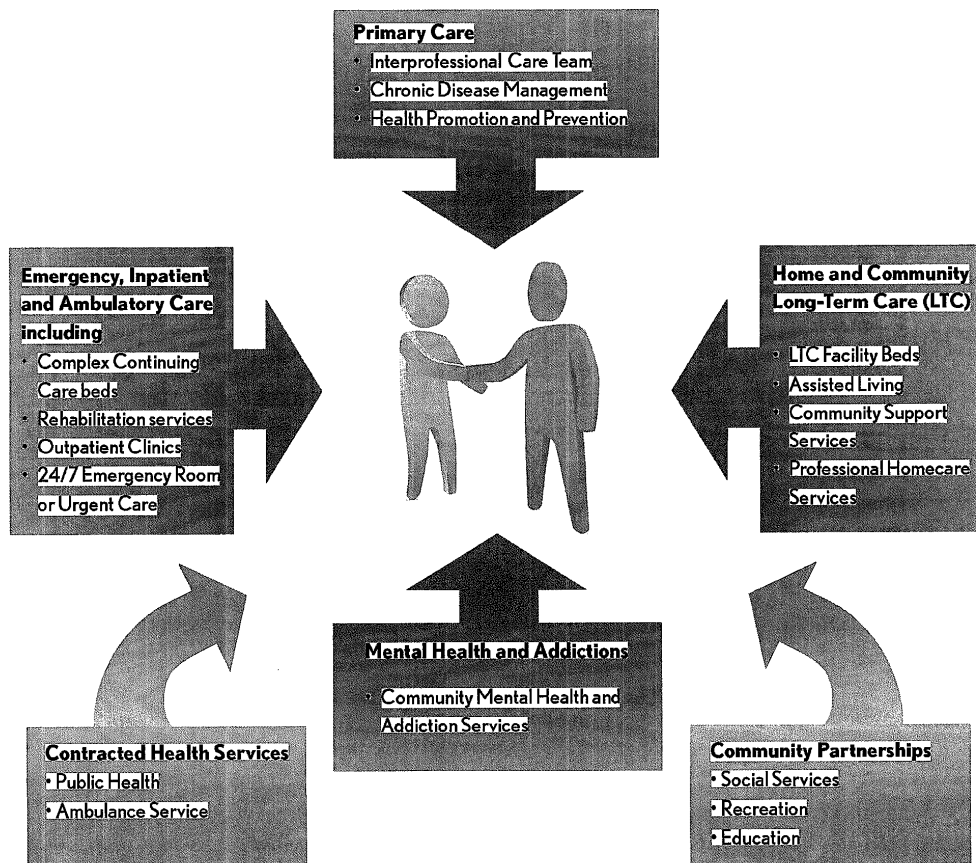 Primary Care
• Interprofessional Care Team
• Chronic Disease Management
• Health Promotion and Prevention
Emergency, Inpatient
and Ambulatory Care
including
• Complex Continuing
Care beds
• Rehabilitation services
• Outpatient Clinics
• 24/7 Emergency Room
or Urgent Care
Home and Community
Long-Term Care (LTC)
• LTC Facility Beds
• Assisted Living
• Community Support
Services
• Professional Homecare
Services
Mental Health and Addictions
• Community Mental Health and
Addiction Services
Contracted Health Services
• Public Health
• Ambulance Service
Community Partnerships
• Social Services
• Recreation
• Education